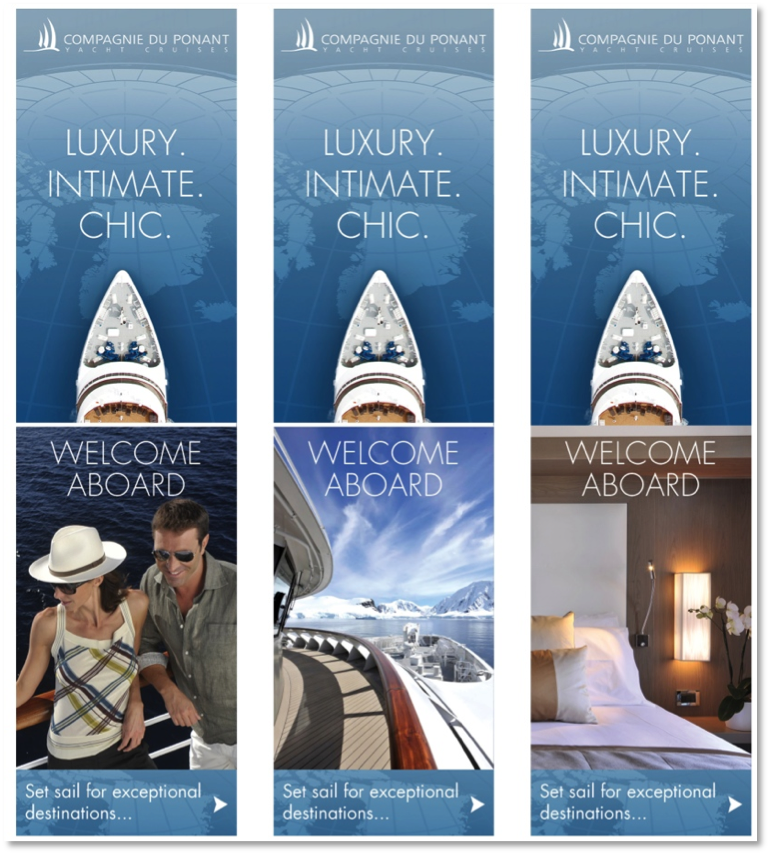 COMPAGNIE DU PONANT
YACHT CRUISES
LUXURY.
INTIMATE.
CHIC.
WELCOME
ABOARD
Set sail for exceptional
destinations...
COMPAGNIE DU PONANT
YACHT CRUISES
LUXURY.
INTIMATE.
CHIC.
WELCOME
ABOARD
Set sail for exceptional
destinations...
COMPAGNIE DU PONANT
YACHT CRUISES
LUXURY.
INTIMATE.
CHIC.
WELCOME
ABOARD
Set sail for exceptional
destinations...